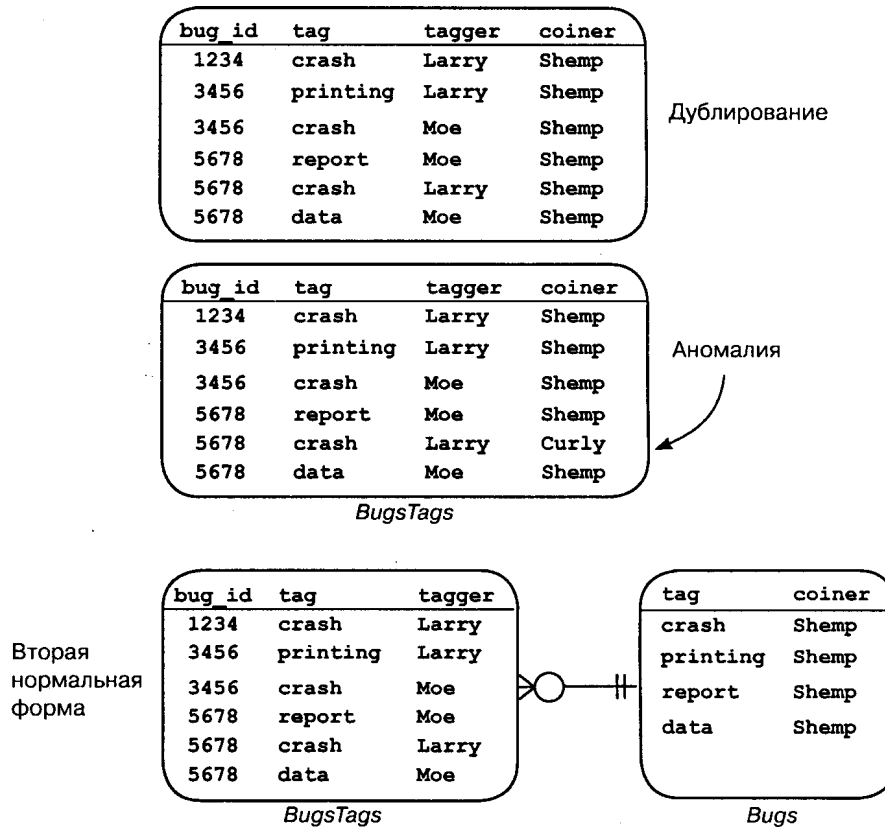 bug_id tag tagger coiner
1234 crash Larry Shemp
3456 printing Larry Shemp
3456 crash Moe Shemp
5678 report Moe Shemp
5678 crash Larry Shemp
5678 data Moe Shemp
Дублирование
bug_id tag tagger coiner
1234 crash Larry Shemp
3456 printing Larry Shemp
3456 crash Moe Shemp
5678 report Moe Shemp
5678 crash Larry Curly
5678 data Moe Shemp
Аномалия
BugsTags
Вторая
нормальная
форма
bug_id tag tagger
1234 crash Larry
3456 printing Larry
3456 crash Moe
5678 report Moe
5678 crash Larry
5678 data Moe
BugsTags
tag coiner
crash Shemp
printing Shemp
report Shemp
data Shemp
Bugs